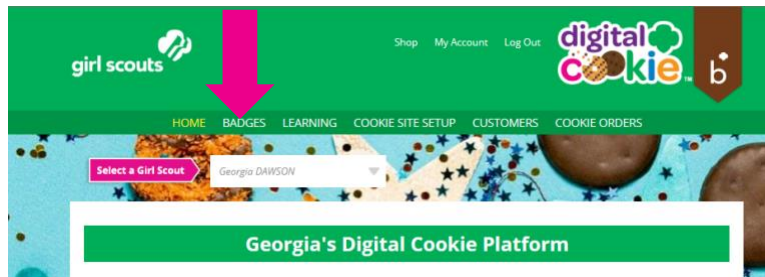 girl scouts
Shop My Account Log Out
digital cookie™
b
HOME BADGES LEARNING COOKIE SITE SETUP CUSTOMERS COOKIE ORDERS
Select a Girl Scout
Georgia DAWSON
Georgia's Digital Cookie Platform